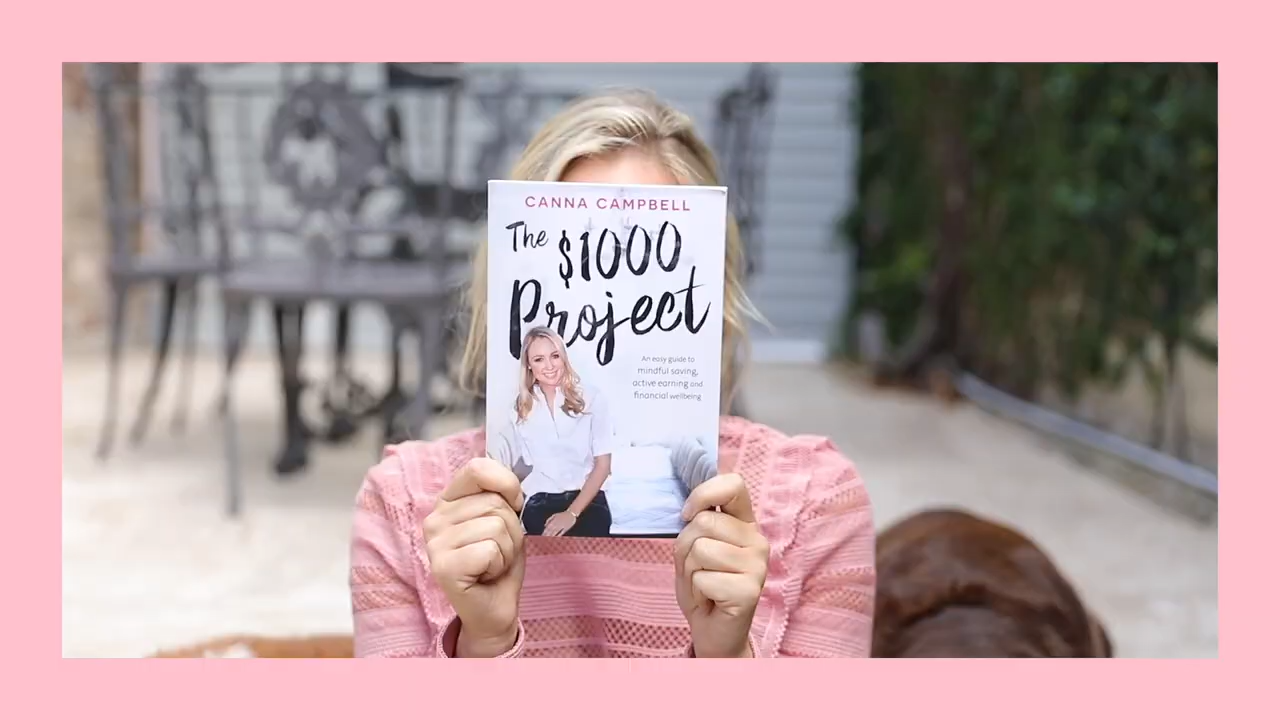 CANNA CAMPBELL
The
$1000
Project
An easy guide to
mindful saving,
active earning and
financial wellbeing